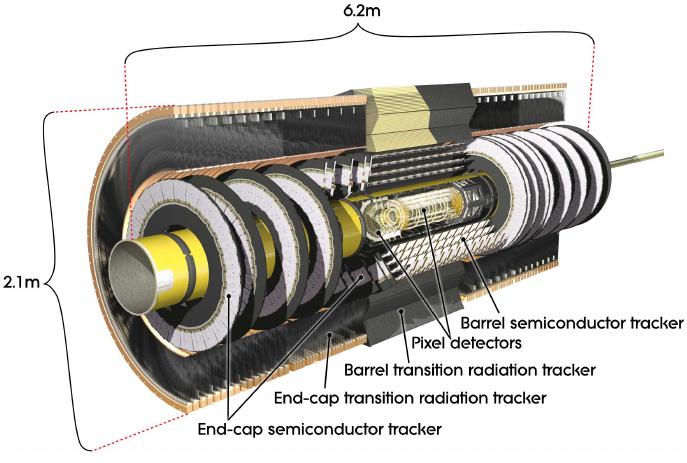 6.2m
2.1m
Barrel semiconductor tracker
Pixel detectors
Barrel transition radiation tracker
End-cap transition radiation tracker
End-cap semiconductor tracker